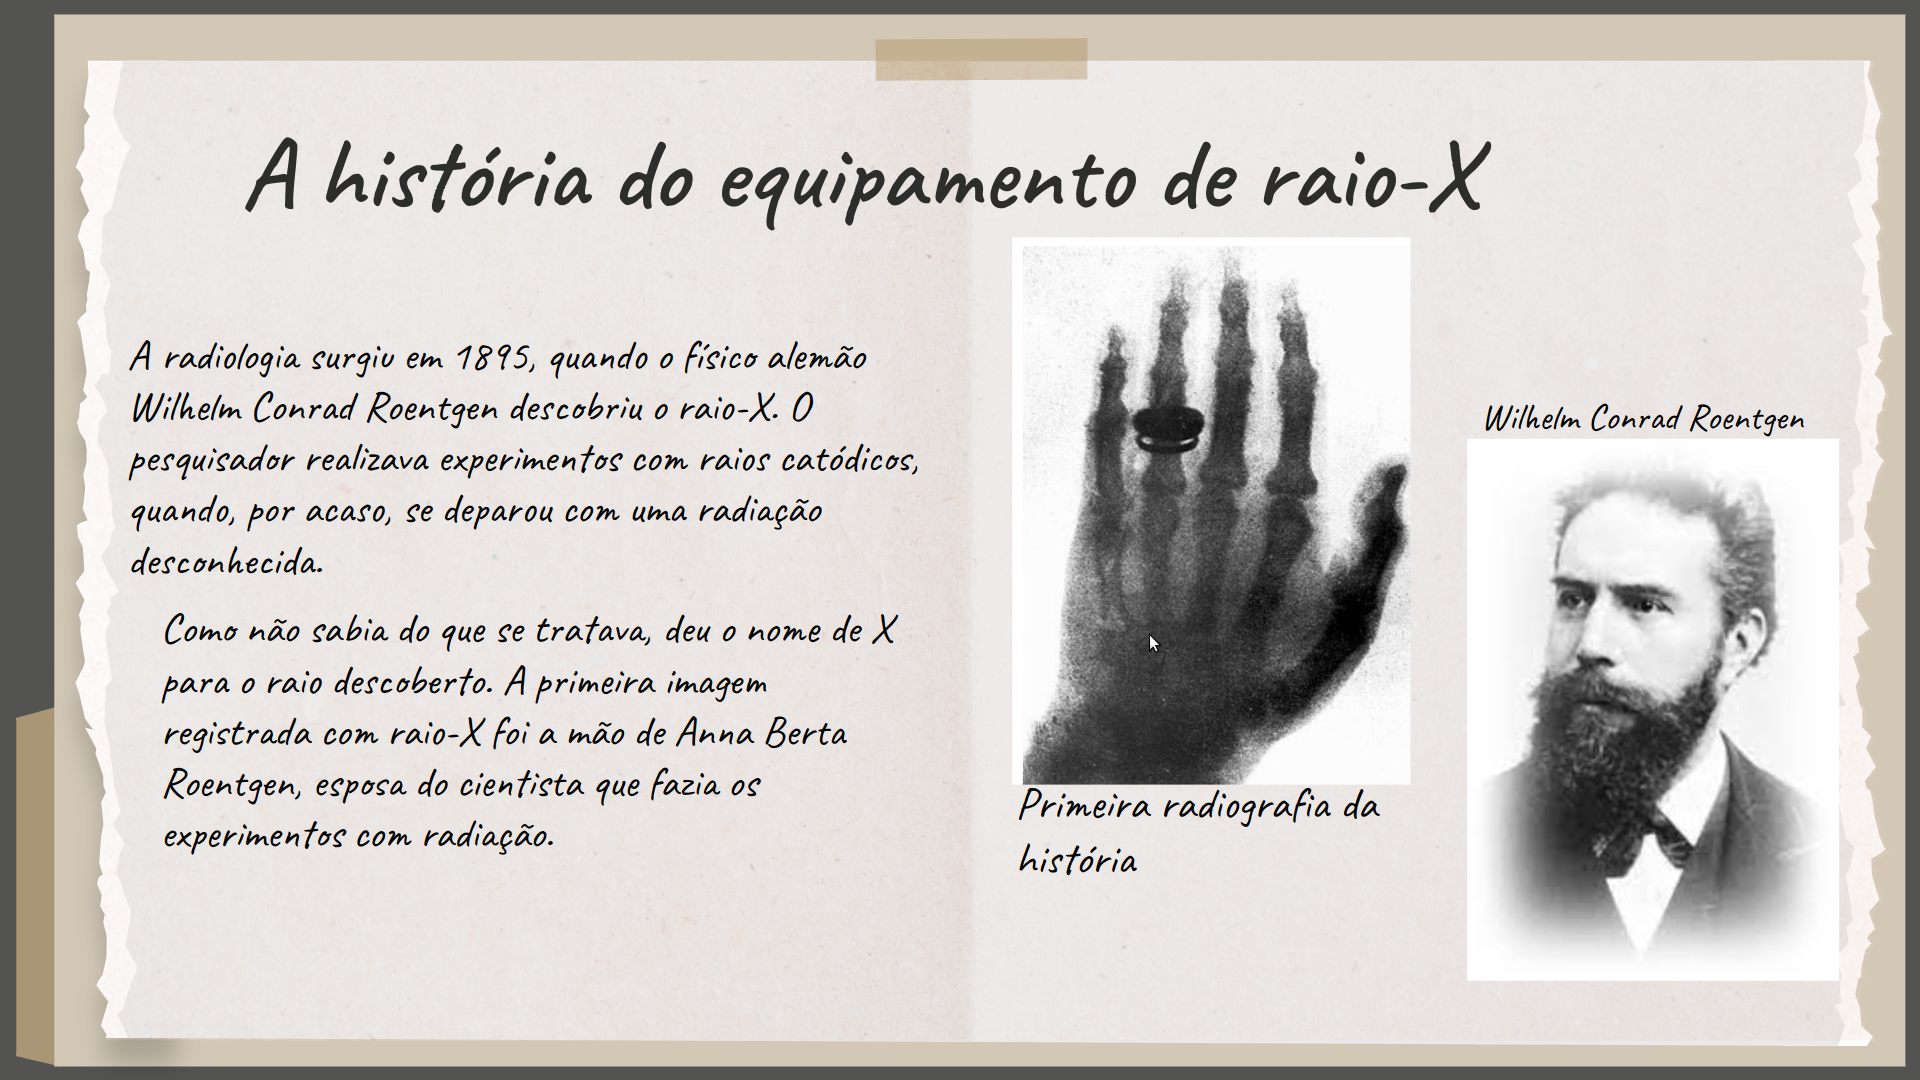 A história do equipamento de raio-X
A radiologia surgiu em 1895, quando o físico alemão
Wilhelm Conrad Roentgen descobriu o raio-X. O
pesquisador realizava experimentos com raios catódicos,
quando, por acaso, se deparou com uma radiação
desconhecida.
Como não sabia do que se tratava, deu o nome de X
para o raio descoberto. A primeira imagem
registrada com raio-X foi a mão de Anna Berta
Roentgen, esposa do cientista que fazia os
experimentos com radiação.
Primeira radiografia da
história
Wilhelm Conrad Roentgen